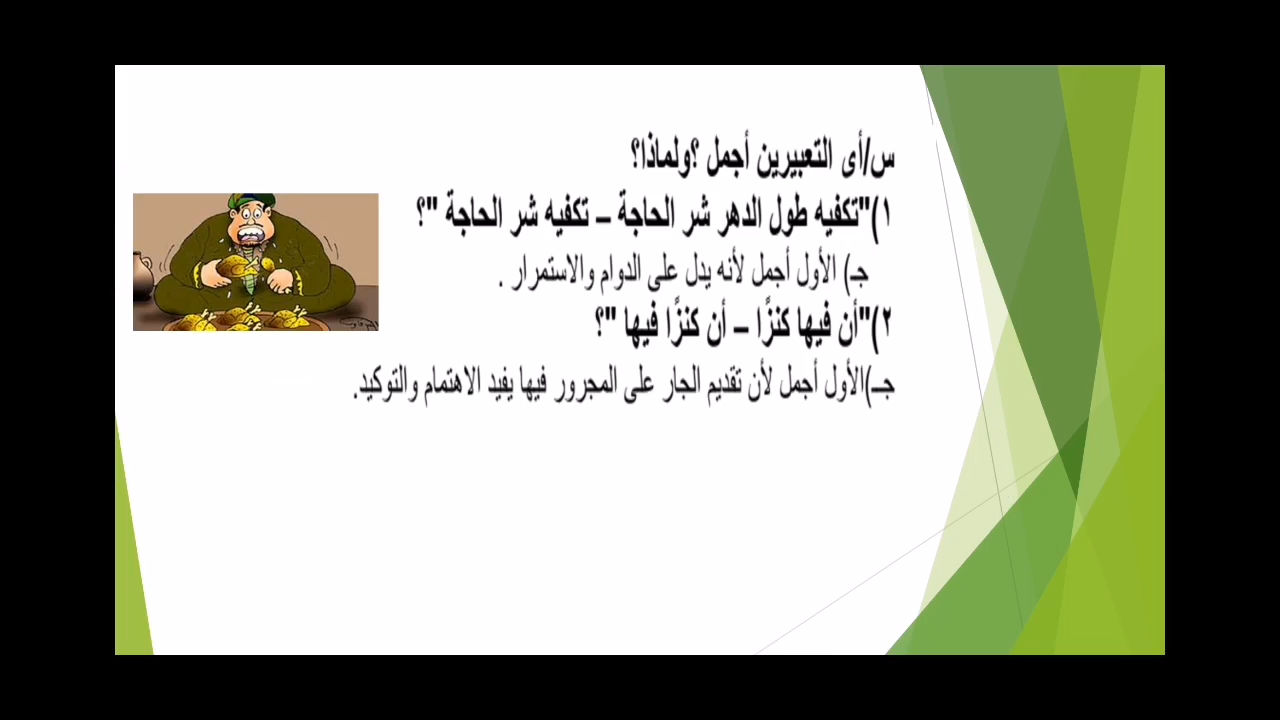 س/أى التعبيرين أجمل ؟ولماذا؟
١)"تكفيه طول الدهر شر الحاجة – تكفيه شر الحاجة "؟
جـ) الأول أجمل لأنه يدل على الدوام والاستمرار .
٢)"أن فيها كنزًا – أن كنزًا فيها "؟
جـ)الأول أجمل لأن تقديم الجار على المجرور فيها يفيد الاهتمام والتوكيد.